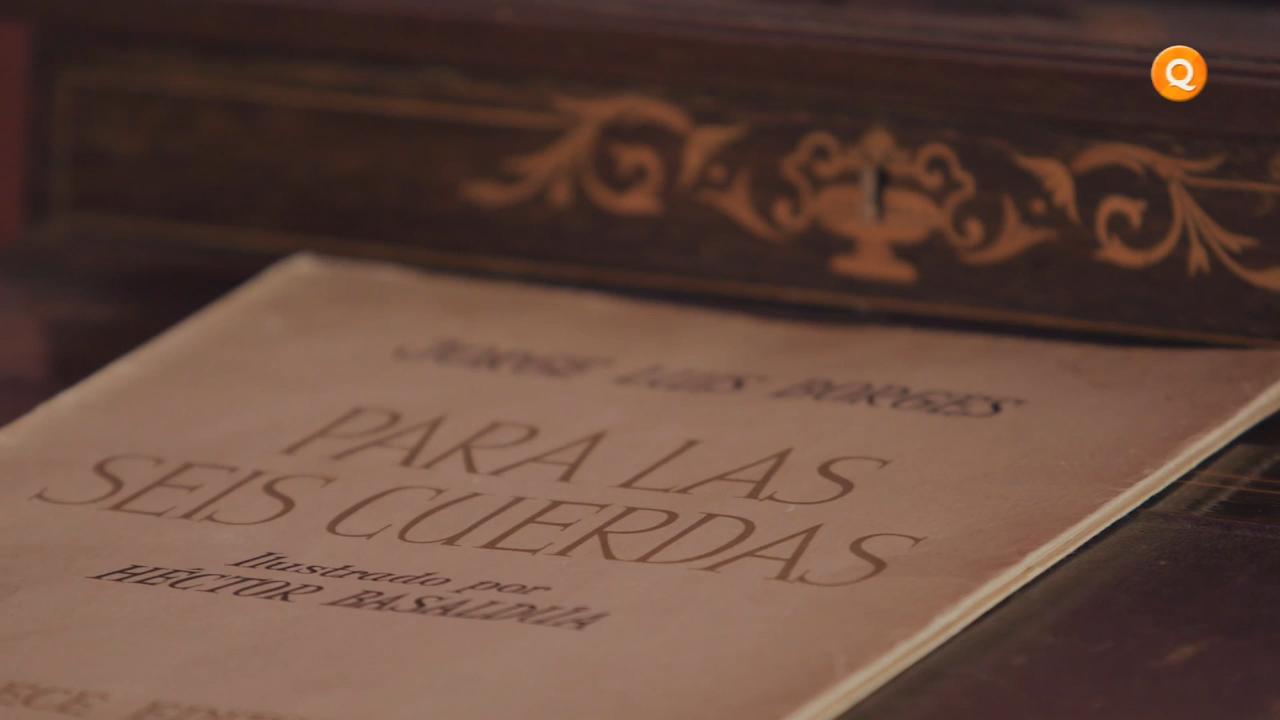 JORGE LUIS BORGES
PARA LAS
SEIS CUERDAS
Ilustrado por
HÉCTOR BASALDÚA
Q